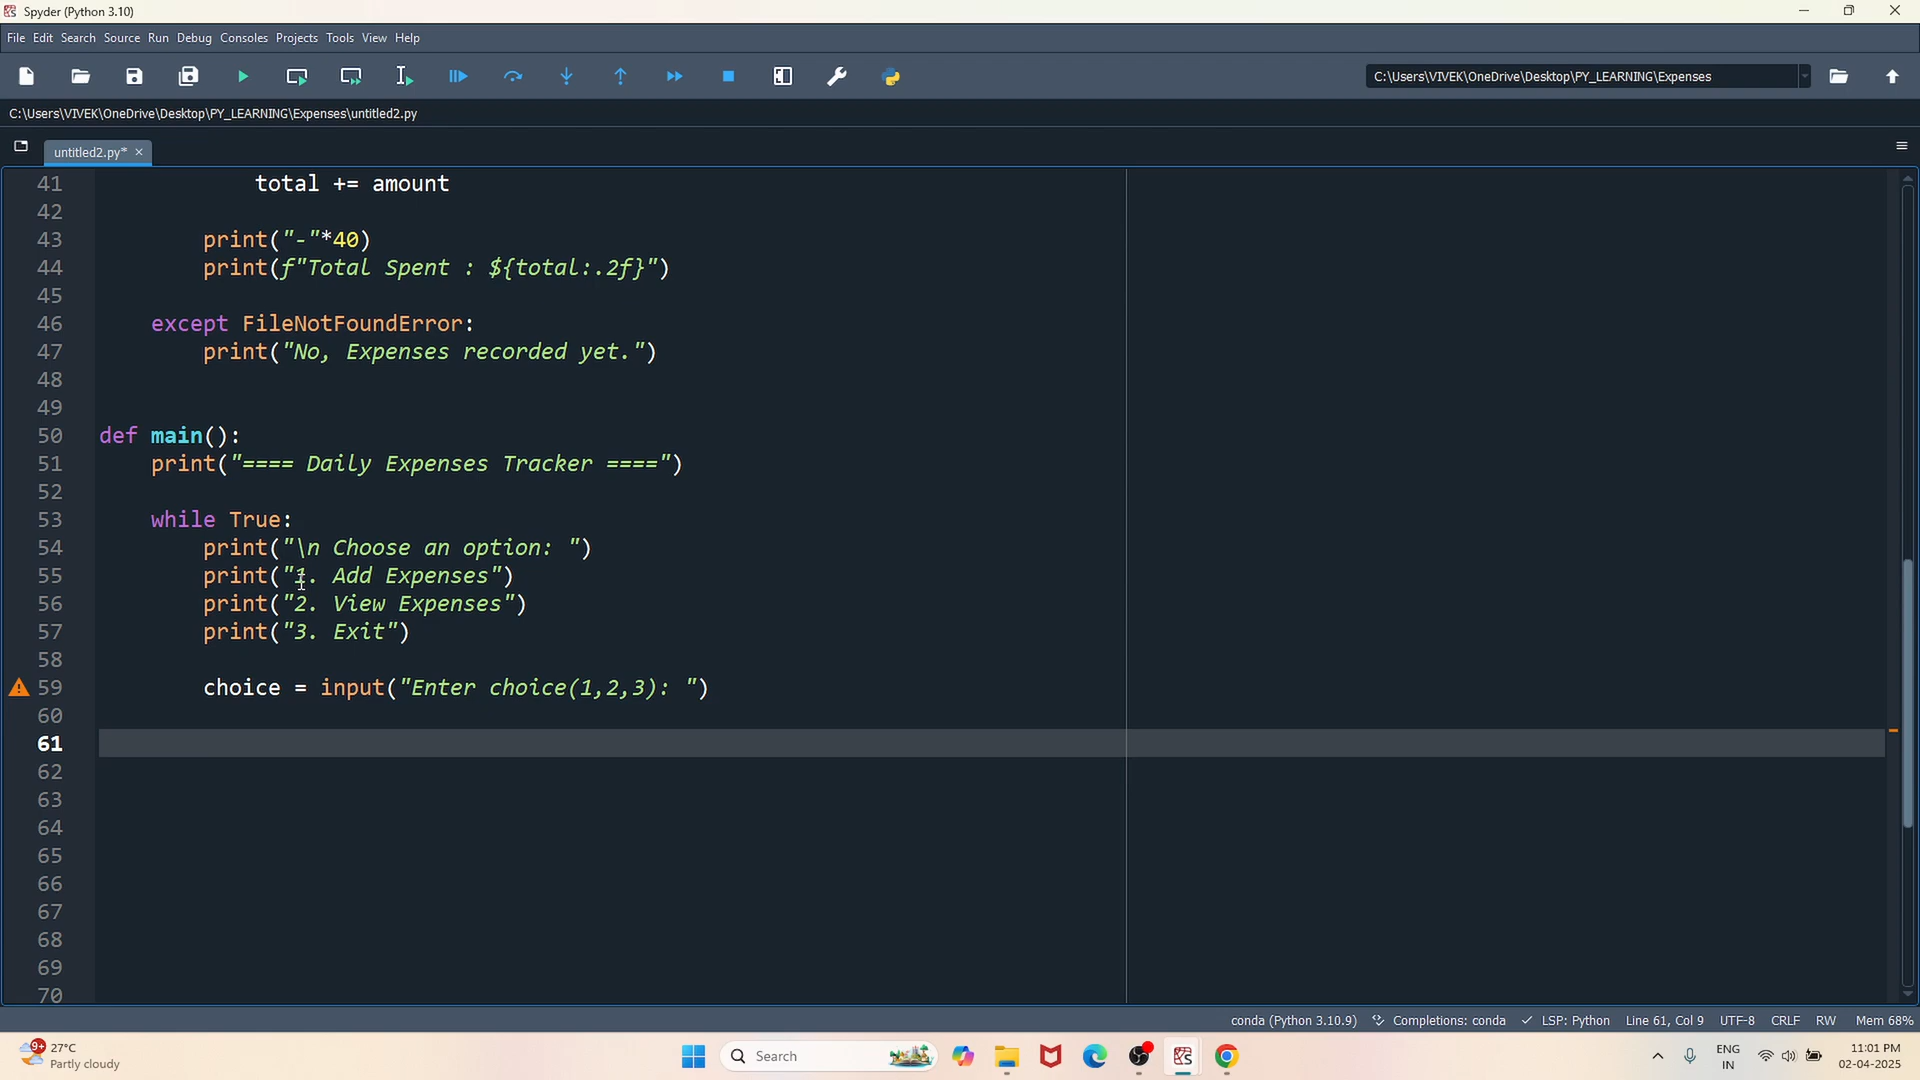 Spyder (Python 3.10)
File Edit Search Source Run Debug Consoles Projects Tools View Help
C:\Users\VIVEK\OneDrive\Desktop\PY_LEARNING\Expenses
C:\Users\VIVEK\OneDrive\Desktop\PY_LEARNING\Expenses\untitled2.py
untitled2.py*
41 total += amount
42
43 print("-"*40)
44 print(f"Total Spent : ${total:.2f}")
45
46 except FileNotFoundError:
47 print("No, Expenses recorded yet.")
48
49
50 def main():
51 print("==== Daily Expenses Tracker ====")
52
53 while True:
54 print("\n Choose an option: ")
55 print("1. Add Expenses")
56 print("2. View Expenses")
57 print("3. Exit")
58
59 choice = input("Enter choice(1,2,3): ")
60
61
62
63
64
65
66
67
68
69
70
conda (Python 3.10.9) Completions: conda LSP: Python Line 61, Col 9 UTF-8 CRLF RW Mem 68%
9+ 27°C
Partly cloudy
Search
ENG
IN
11:01 PM
02-04-2025